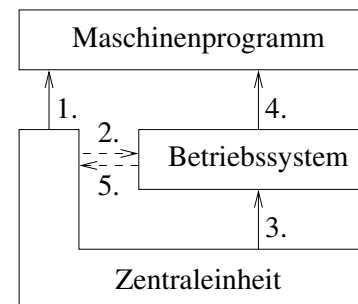 Maschinenprogramm
1.
4.
2.
Betriebssystem
5.
3.
Zentraleinheit